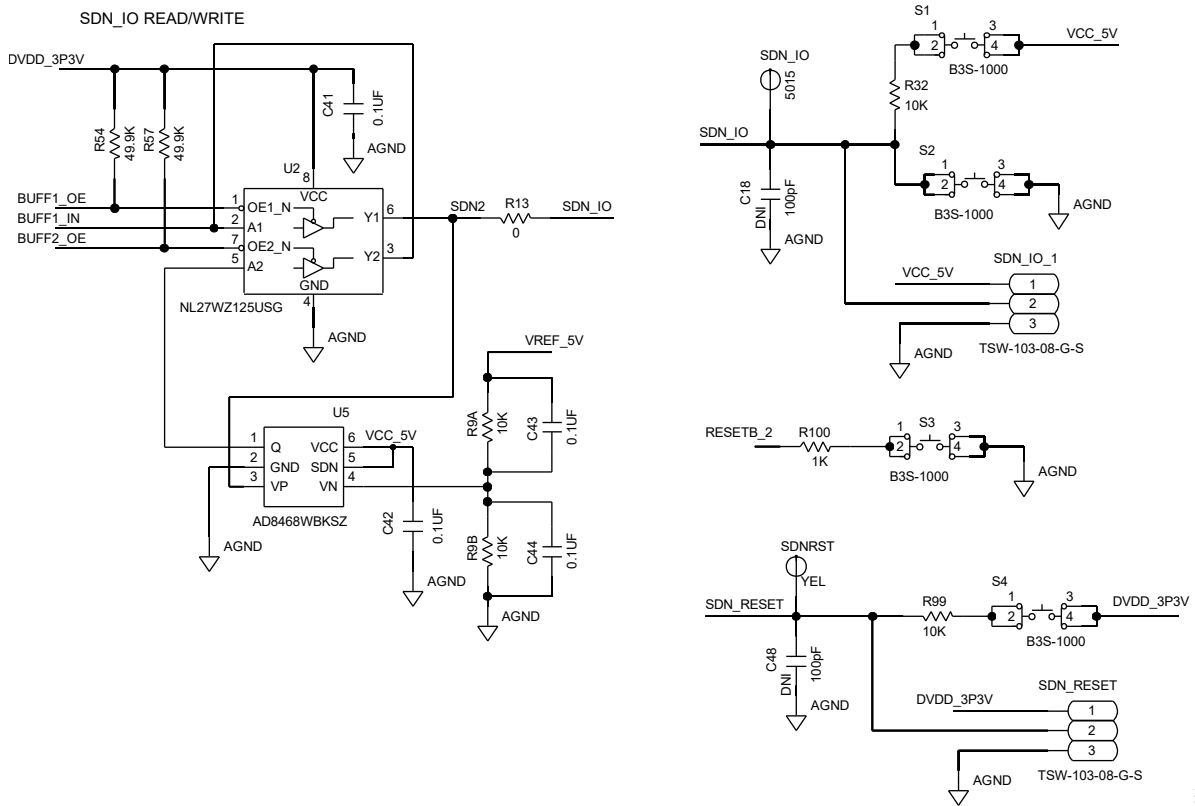 SDN_IO READ/WRITE
DVDD_3P3V
R54
49.9K
R57
49.9K
C41
0.1UF
AGND
U2
8
VCC
BUFF1_OE
BUFF1_IN
BUFF2_OE
1
2
7
5
OE1_N
A1
OE2_N
A2
Y1
Y2
6
3
GND
4
NL27WZ125USG
AGND
SDN2
R13
0
SDN_IO
VREF_5V
R9A
10K
C43
0.1UF
U5
1
2
3
Q
GND
VP
VCC
SDN
VN
6
5
4
VCC_5V
AD8468WBKSZ
AGND
C42
0.1UF
AGND
R9B
10K
C44
0.1UF
AGND
S1
1
2
3
4
VCC_5V
B3S-1000
SDN_IO
5015
R32
10K
SDN_IO
S2
1
2
3
4
B3S-1000
AGND
C18
DNI
100pF
AGND
SDN_IO_1
VCC_5V
1
2
3
AGND
TSW-103-08-G-S
RESETB_2
R100
1K
S3
1
2
3
4
B3S-1000
AGND
SDNRST
YEL
SDN_RESET
R99
10K
S4
1
2
3
4
DVDD_3P3V
B3S-1000
C48
DNI
100pF
AGND
SDN_RESET
DVDD_3P3V
1
2
3
AGND
TSW-103-08-G-S